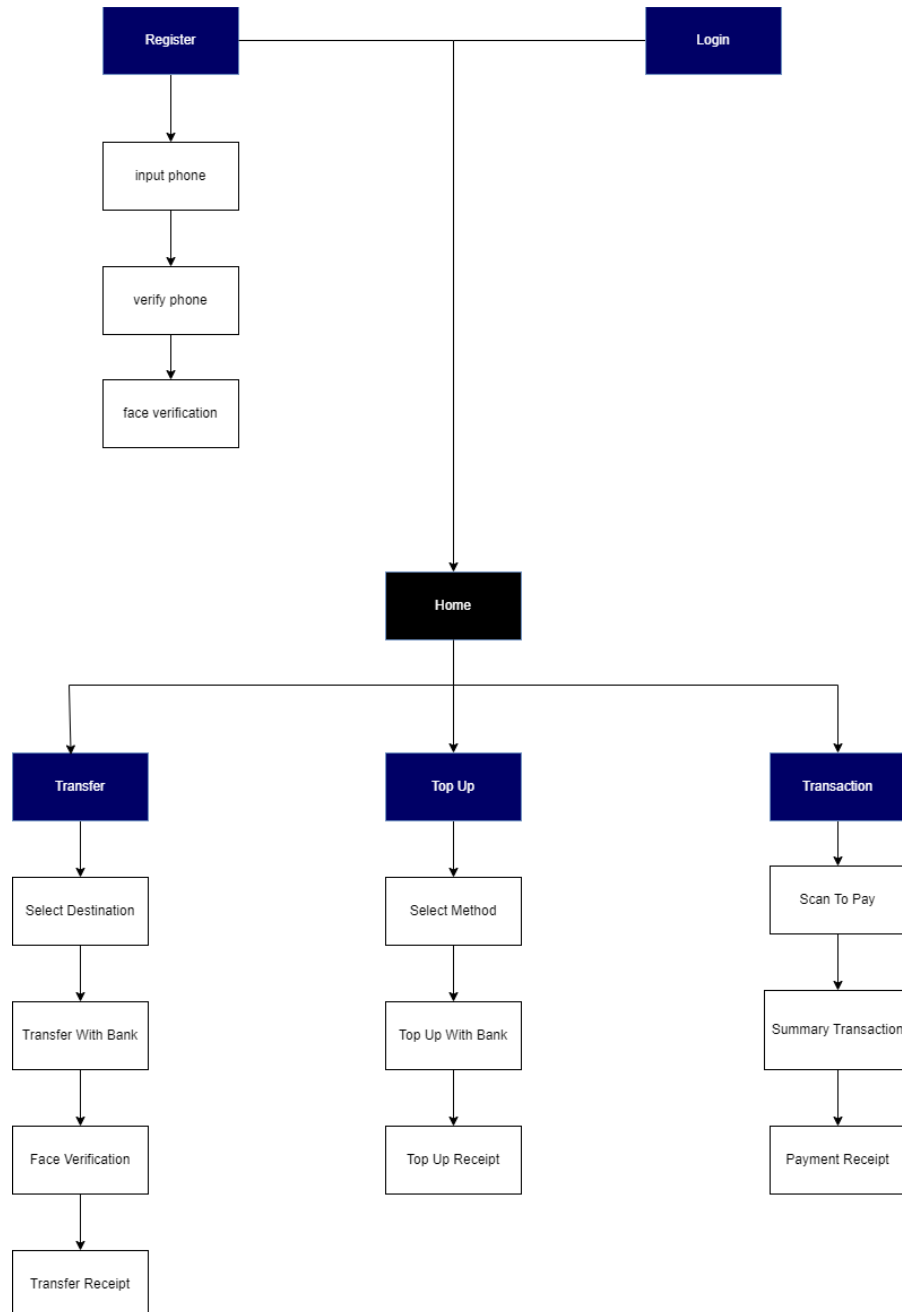 Register
Login
input phone
verify phone
face verification
Home
Transfer
Top Up
Transaction
Select Destination
Select Method
Scan To Pay
Transfer With Bank
Top Up With Bank
Summary Transaction
Face Verification
Top Up Receipt
Payment Receipt
Transfer Receipt